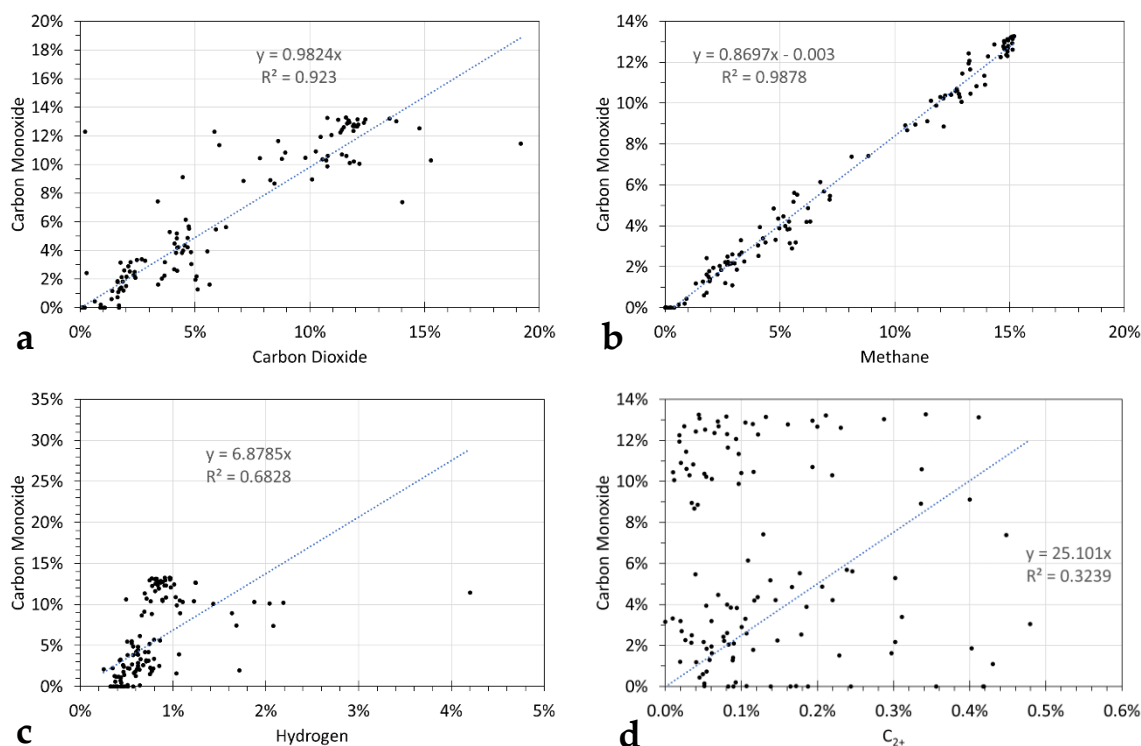 20%
18%
16%
14%
12%
10%
8%
6%
4%
2%
0%
Carbon Monoxide
y = 0.9824x
R² = 0.923
0% 5% 10% 15% 20%
a
Carbon Dioxide
14%
12%
10%
8%
6%
4%
2%
0%
Carbon Monoxide
y = 0.8697x - 0.003
R² = 0.9878
0% 5% 10% 15% 20%
b
Methane
35%
30%
25%
20%
15%
10%
5%
0%
Carbon Monoxide
y = 6.8785x
R² = 0.6828
0% 1% 2% 3% 4% 5%
c
Hydrogen
14%
12%
10%
8%
6%
4%
2%
0%
Carbon Monoxide
y = 25.101x
R² = 0.3239
0.0% 0.1% 0.2% 0.3% 0.4% 0.5% 0.6%
d
C₂₊